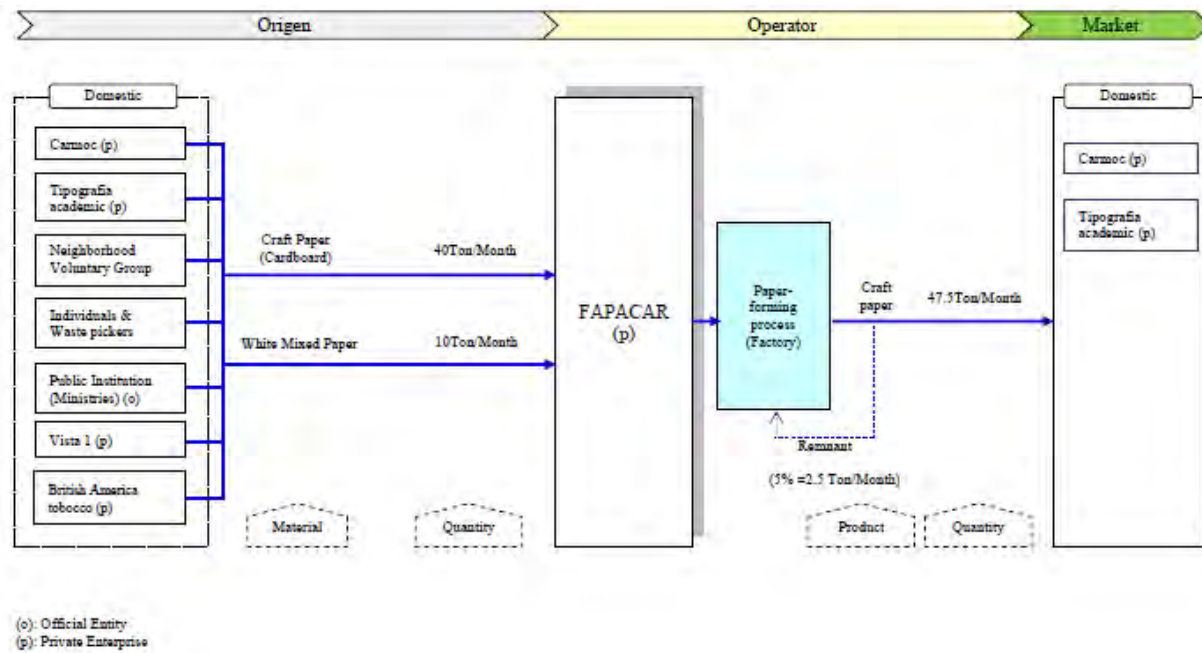 Origen
Operator
Market
Domestic
Carmoc (p)
Tipografia
academic (p)
Neighborhood
Voluntary Group
Individuals &
Waste pickers
Public Institution
(Ministries) (o)
Vista 1 (p)
British America
tobocco (p)
Craft Paper
(Cardboard)
40Ton/Month
White Mixed Paper
10Ton/Month
Material
Quantity
FAPACAR
(p)
Paper-
forming
process
(Factory)
Craft
paper
47.5Ton/Month
Remnant
(5% =2.5 Ton/Month)
Product
Quantity
Domestic
Carmoc (p)
Tipografia
academic (p)
(o): Official Entity
(p): Private Enterprise